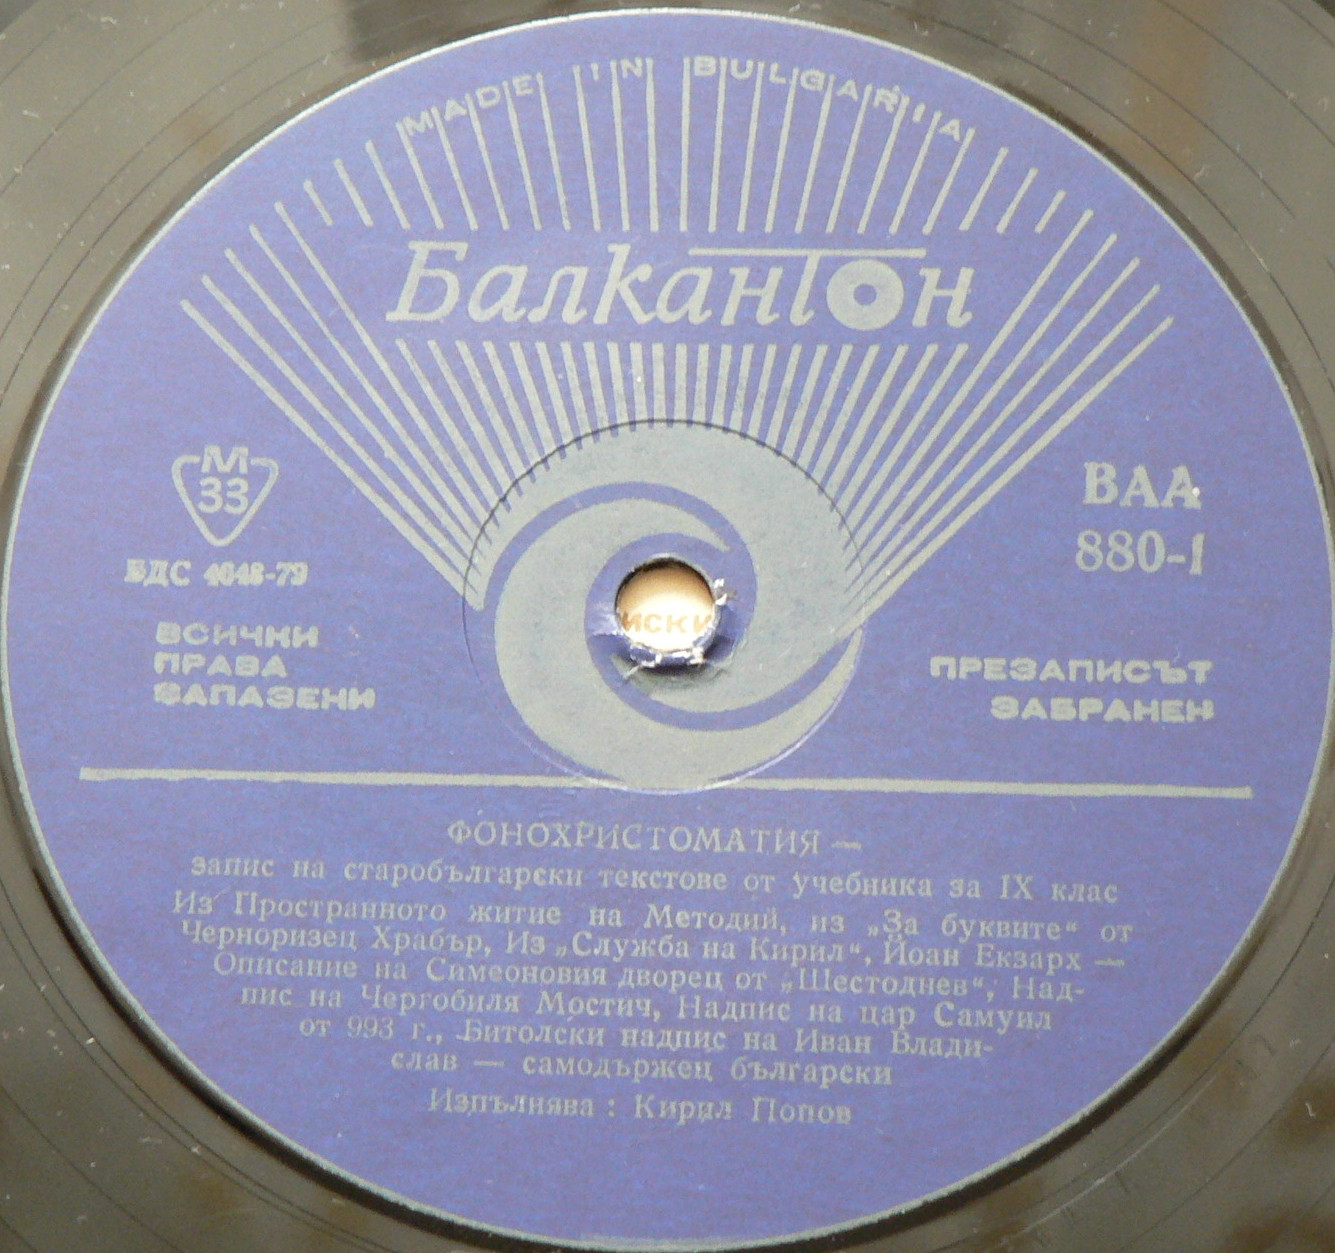 MADE IN BULGARIA
Балкантон
М
33
БДС 4048-79
ВСИЧКИ
ПРАВА
ЗАПАЗЕНИ
ВАА
880-1
ПРЕЗАПИСЪТ
ЗАБРАНЕН
ИСКИ
ФОНОХРИСТОМАТИЯ —
запис на старобългарски текстове от учебника за IX клас
Из Пространното житие на Методий, из „За буквите“ от
Черноризец Храбър, Из „Служба на Кирил“, Йоан Екзарх —
Описание на Симеоновия дворец от „Шестоднев“, Над-
пис на Чергобиля Мостич, Надпис на цар Самуил
от 993 г., Битолски надпис на Иван Влади-
слав — самодържец български
Изпълнява : Кирил Попов